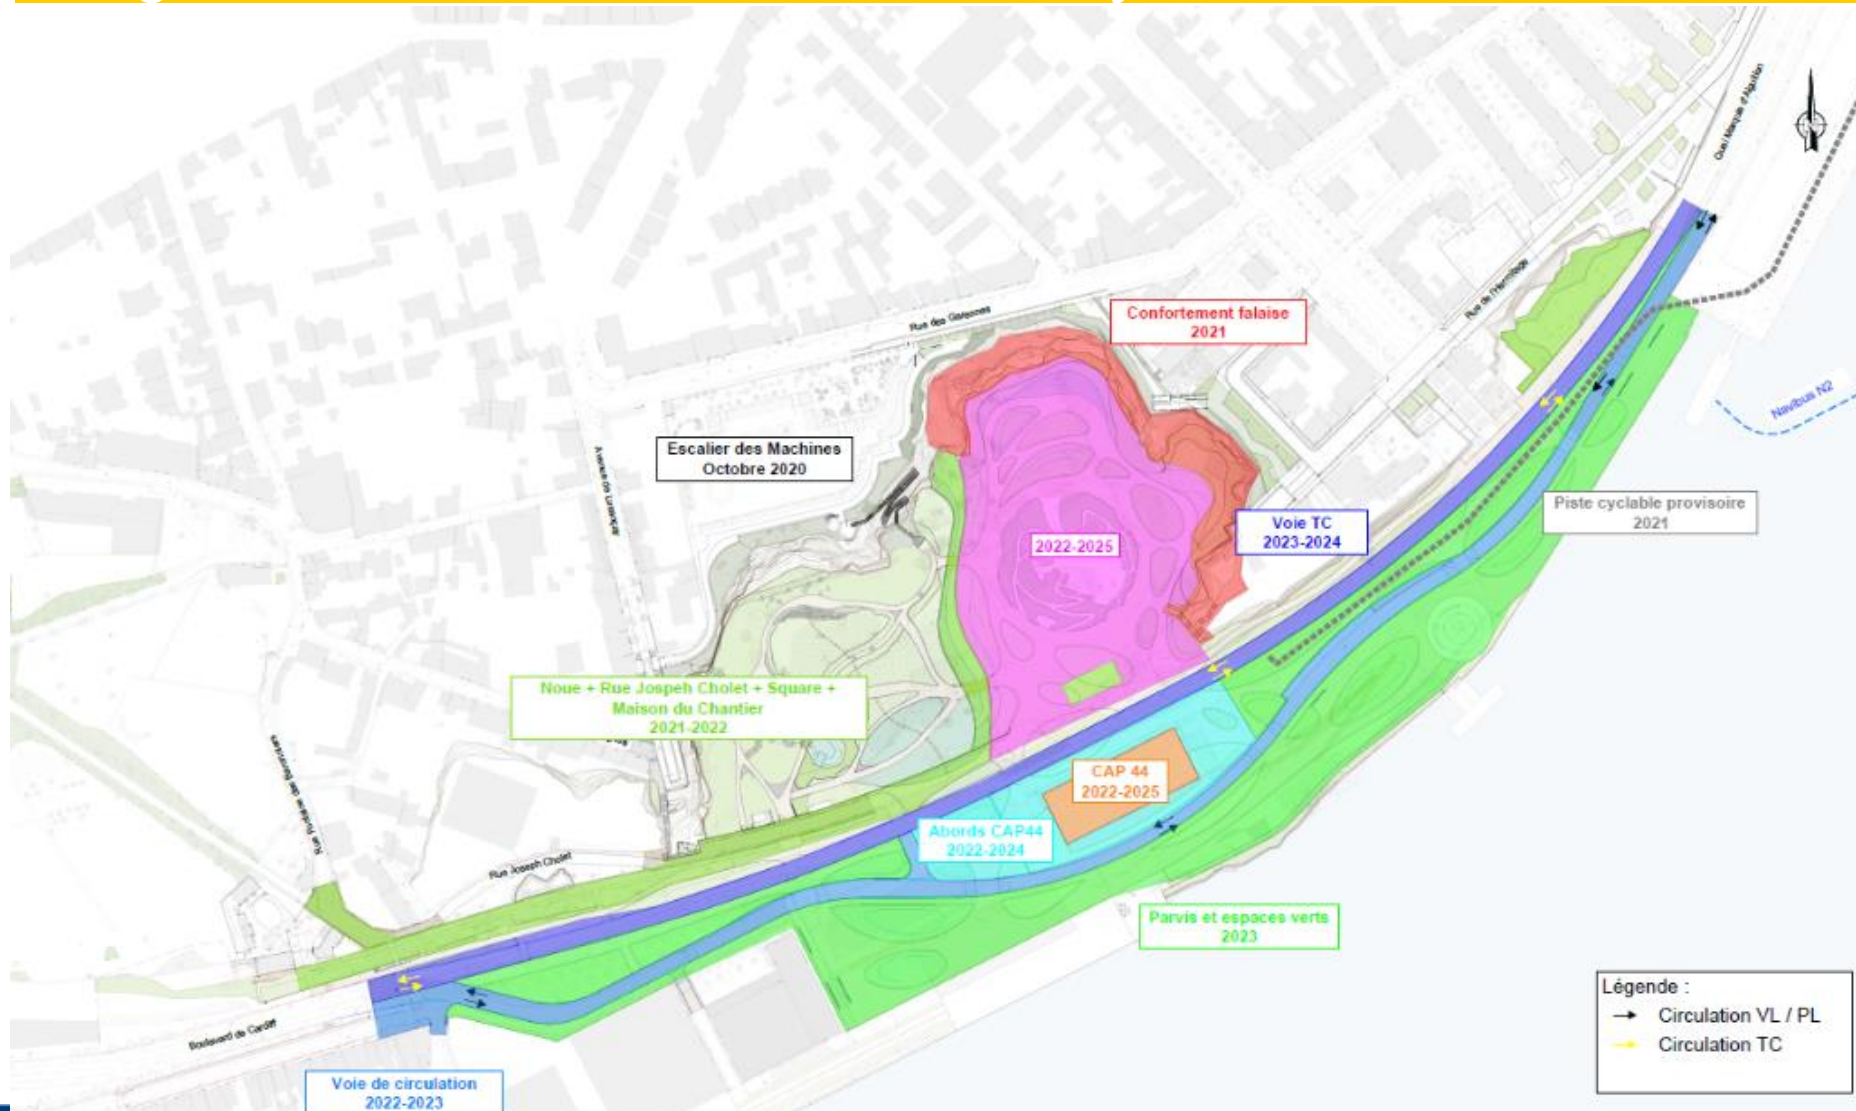 Quai Marquis d'Aiguillon
Rue de l'Hermitage
Rue des Garennes
Confortement falaise
2021
Navibus N2
Escalier des Machines
Octobre 2020
Piste cyclable provisoire
2021
Voie TC
2023-2024
2022-2025
Noue + Rue Jospeh Cholet + Square +
Maison du Chantier
2021-2022
CAP 44
2022-2025
Abords CAP44
2022-2024
Rue Joseph Cholet
Parvis et espaces verts
2023
Boulevard de Cardiff
Voie de circulation
2022-2023
Légende :
Circulation VL / PL
Circulation TC